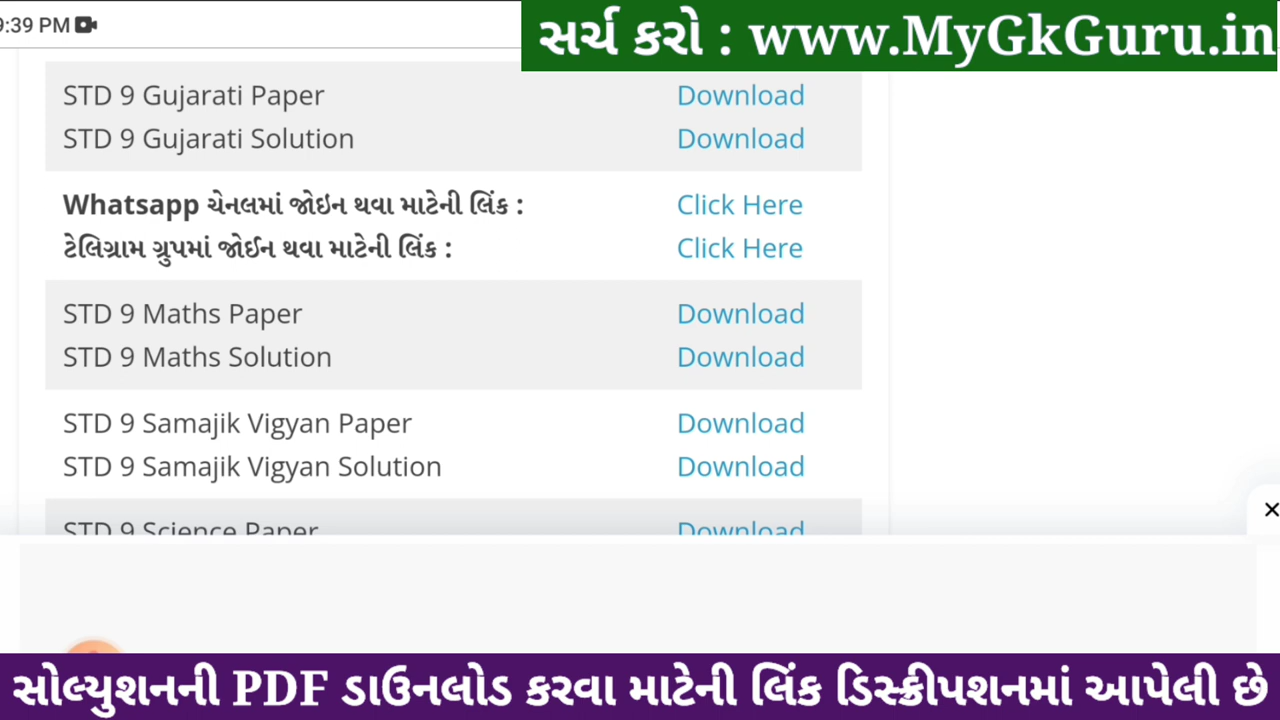 9:39 PM
સર્ચ કરો : www.MyGkGuru.in
STD 9 Gujarati Paper Download
STD 9 Gujarati Solution Download
Whatsapp ચેનલમાં જોઇન થવા માટેની લિંક : Click Here
ટેલિગ્રામ ગ્રુપમાં જોઈન થવા માટેની લિંક : Click Here
STD 9 Maths Paper Download
STD 9 Maths Solution Download
STD 9 Samajik Vigyan Paper Download
STD 9 Samajik Vigyan Solution Download
STD 9 Science Paper Download
સોલ્યુશનની PDF ડાઉનલોડ કરવા માટેની લિંક ડિસ્ક્રીપશનમાં આપેલી છે